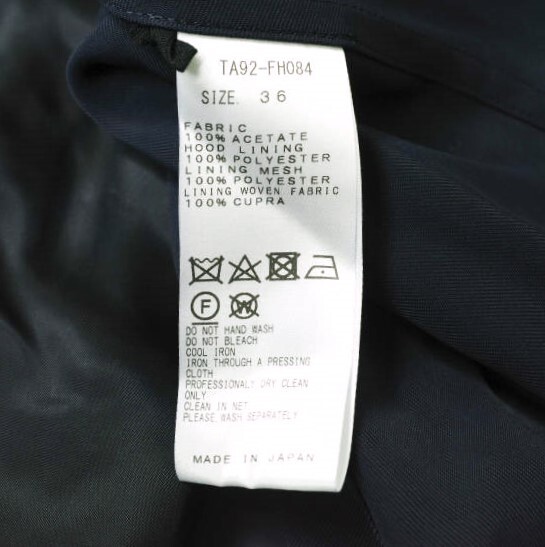 TA92-FH084
SIZE 36
FABRIC
100% ACETATE
HOOD LINING
100% POLYESTER
LINING MESH
100% POLYESTER
LINING WOVEN FABRIC
100% CUPRA
F W
DO NOT HAND WASH
DO NOT BLEACH
COOL IRON
IRON THROUGH A PRESSING
CLOTH
PROFESSIONALY DRY CLEAN
ONLY
CLEAN IN NET
PLEASE WASH SEPARATELY
MADE IN JAPAN